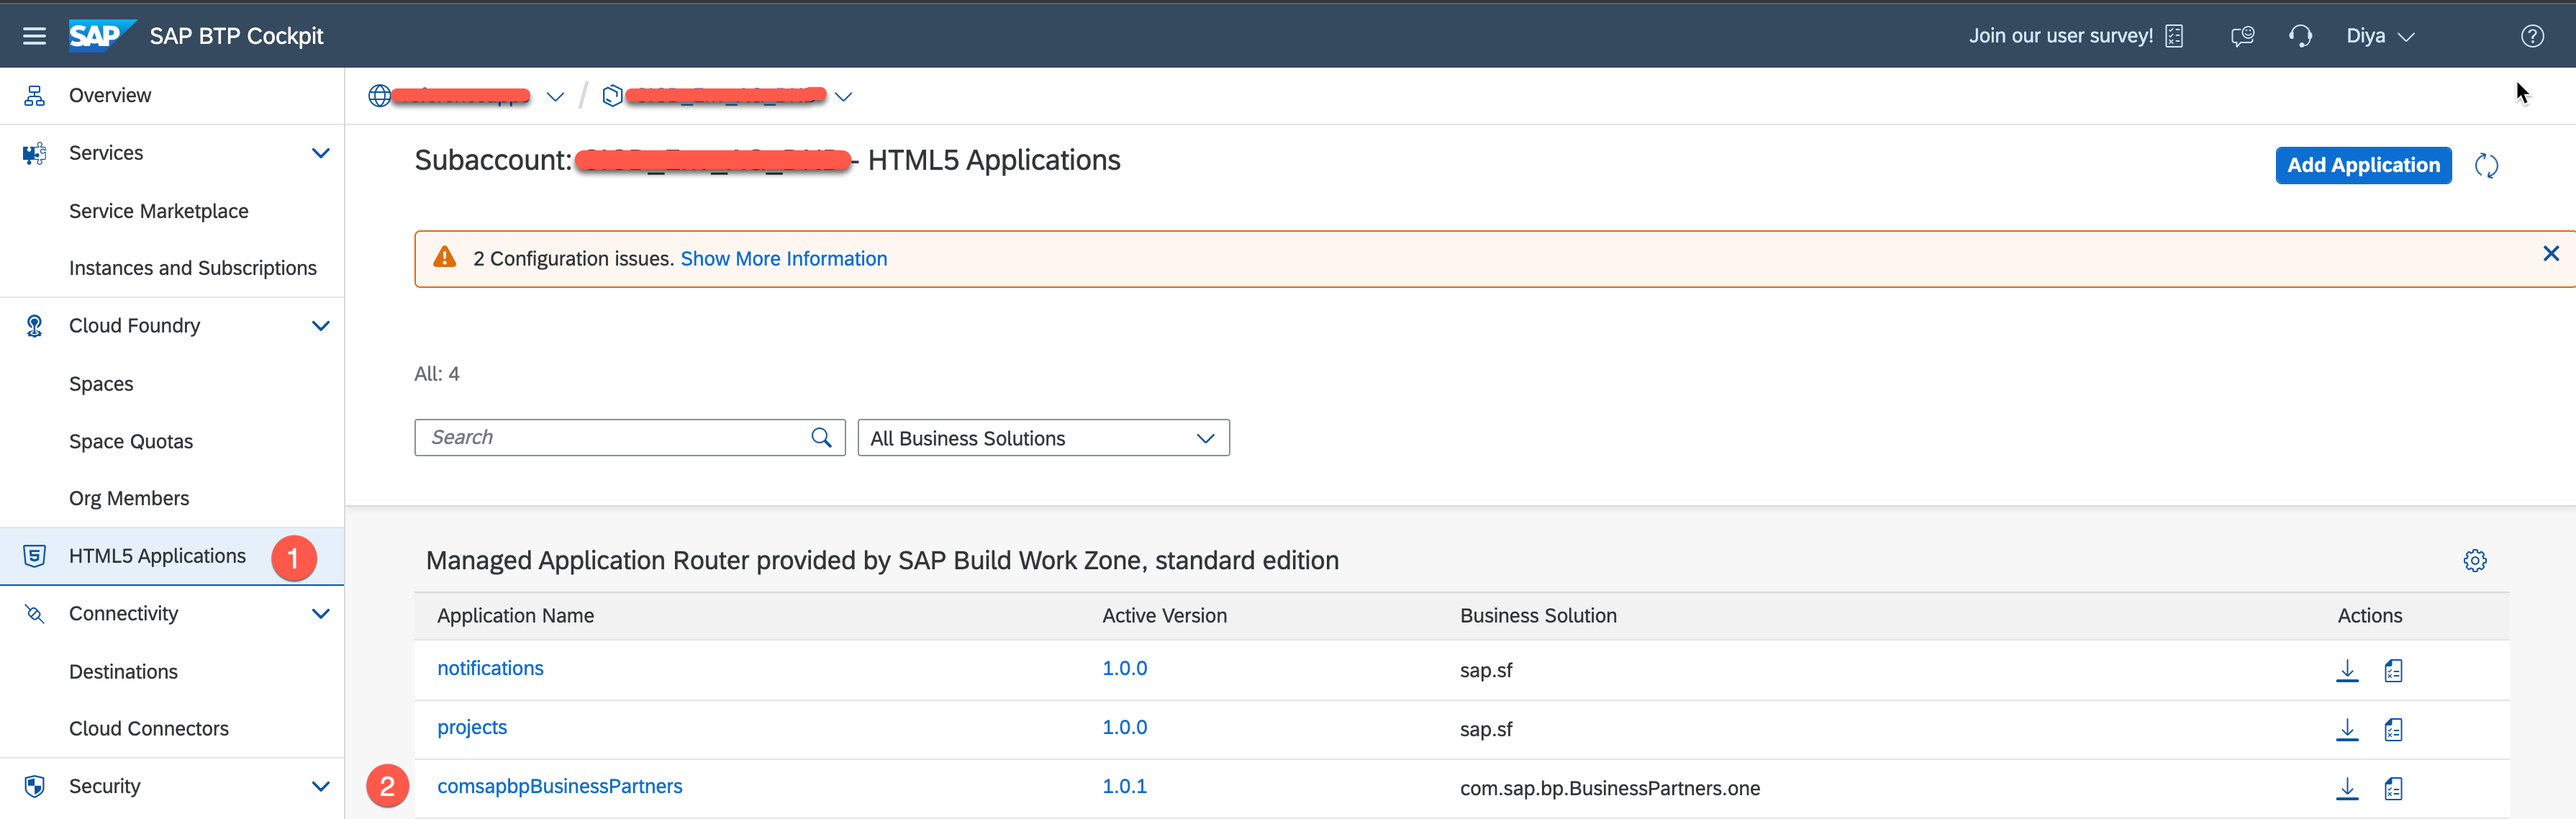 SAP SAP BTP Cockpit
Join our user survey!
Diya
Overview
Services
Service Marketplace
Instances and Subscriptions
Cloud Foundry
Spaces
Space Quotas
Org Members
HTML5 Applications 1
Connectivity
Destinations
Cloud Connectors
Security
/
Subaccount: - HTML5 Applications
Add Application
2 Configuration issues. Show More Information
All: 4
Search
All Business Solutions
Managed Application Router provided by SAP Build Work Zone, standard edition
Application Name Active Version Business Solution Actions
notifications 1.0.0 sap.sf
projects 1.0.0 sap.sf
2 comsapbpBusinessPartners 1.0.1 com.sap.bp.BusinessPartners.one